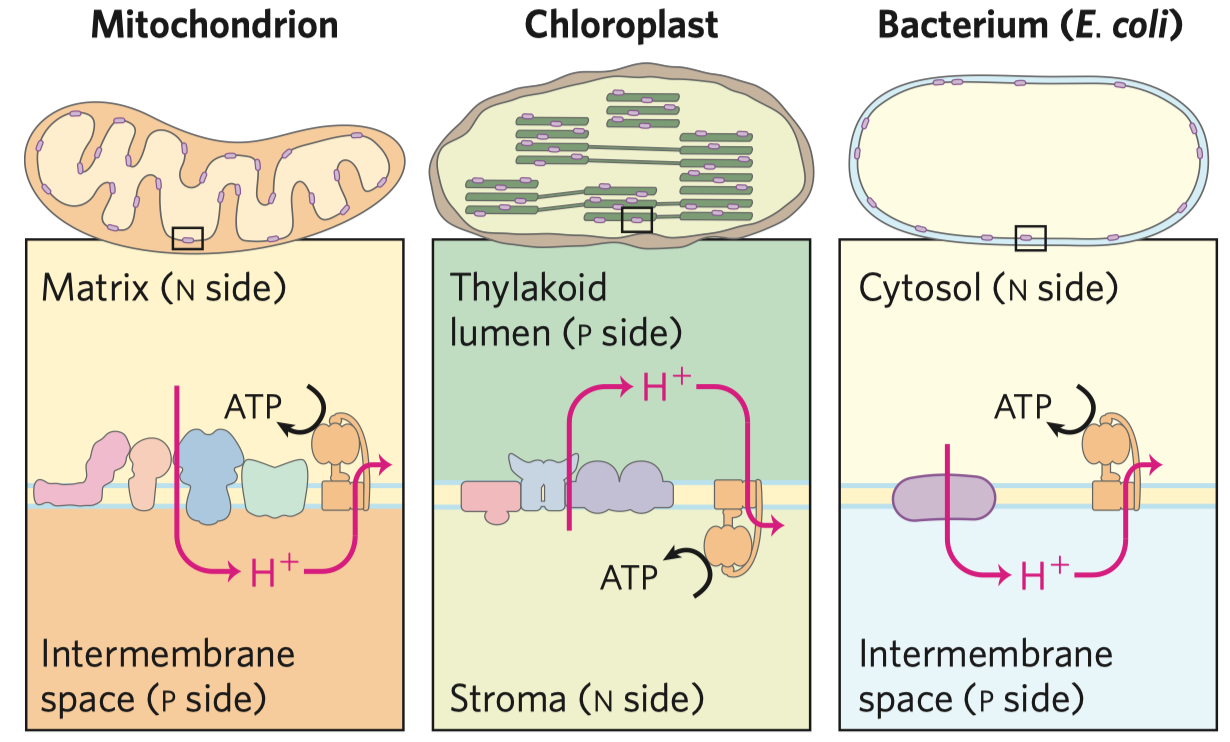 Mitochondrion
Matrix (N side)
ATP
H+
Intermembrane
space (P side)
Chloroplast
Thylakoid
lumen (P side)
H+
ATP
Stroma (N side)
Bacterium (E. coli)
Cytosol (N side)
ATP
H+
Intermembrane
space (P side)